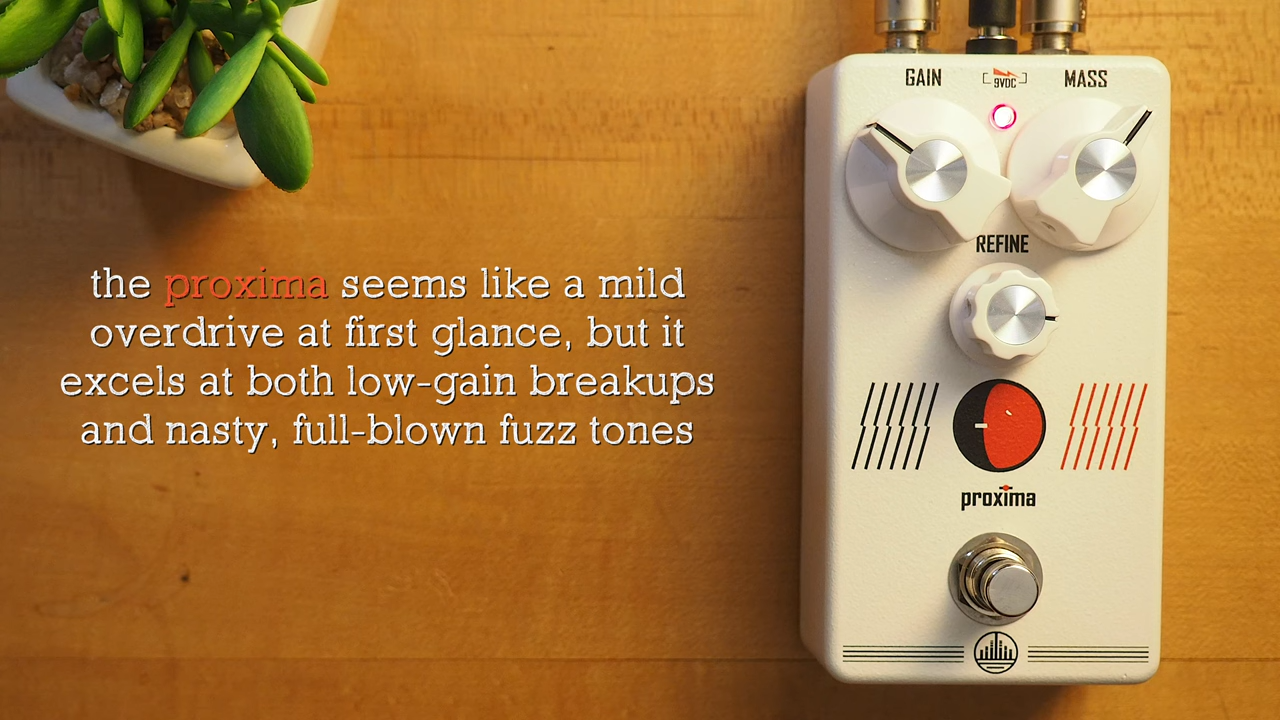 the proxima seems like a mild
overdrive at first glance, but it
excels at both low-gain breakups
and nasty, full-blown fuzz tones
GAIN
9VDC
MASS
REFINE
proxima